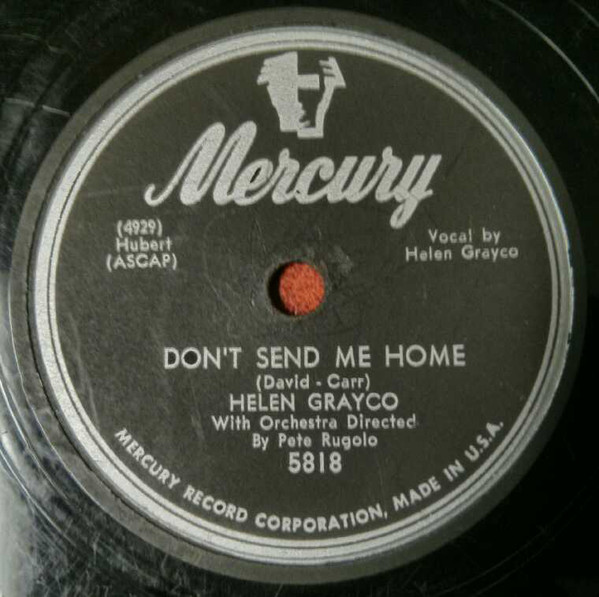 Mercury
(4929)
Hubert
(ASCAP)
Vocal by
Helen Grayco
DON'T SEND ME HOME
(David - Carr)
HELEN GRAYCO
With Orchestra Directed
By Pete Rugolo
5818
MERCURY RECORD CORPORATION, MADE IN U.S.A.